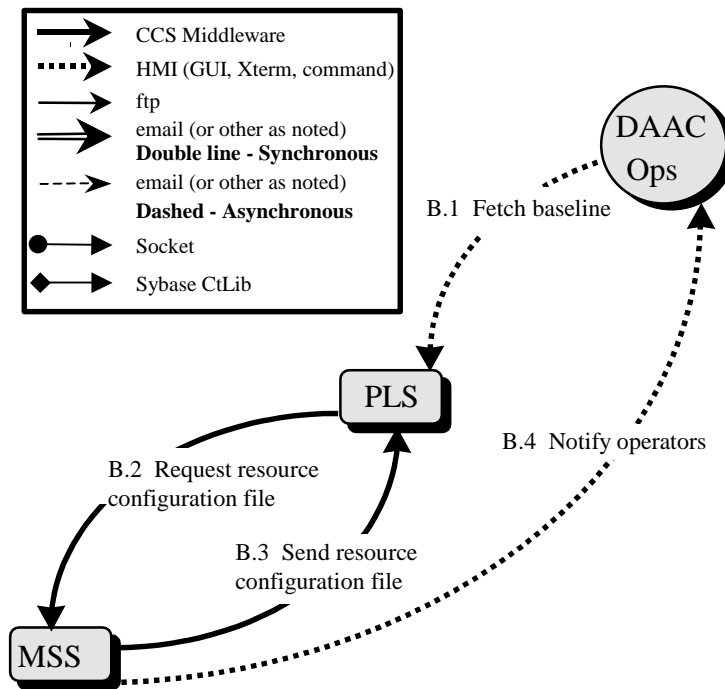 CCS Middleware
HMI (GUI, Xterm, command)
ftp
email (or other as noted)
Double line - Synchronous
email (or other as noted)
Dashed - Asynchronous
Socket
Sybase CtLib
DAAC
Ops
B.1 Fetch baseline
PLS
B.4 Notify operators
B.2 Request resource
configuration file
B.3 Send resource
configuration file
MSS